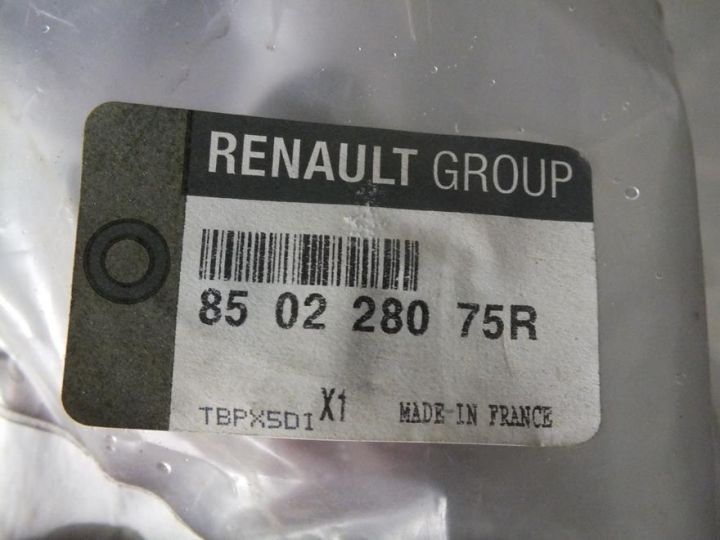 RENAULT GROUP
85 02 280 75R
TBPX5DI X1 MADE IN FRANCE